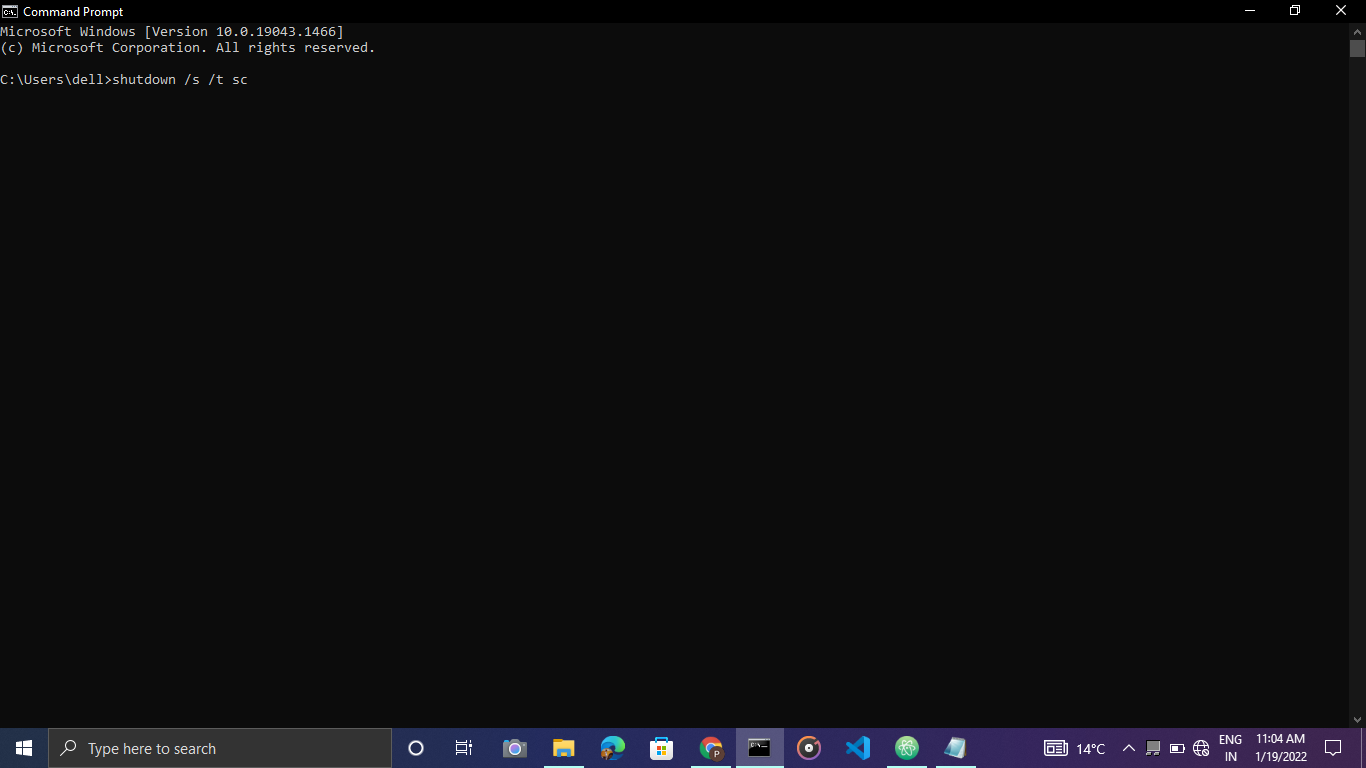 Command Prompt
Microsoft Windows [Version 10.0.19043.1466]
(c) Microsoft Corporation. All rights reserved.
C:\Users\dell>shutdown /s /t sc
Type here to search
14°C
ENG
IN
11:04 AM
1/19/2022